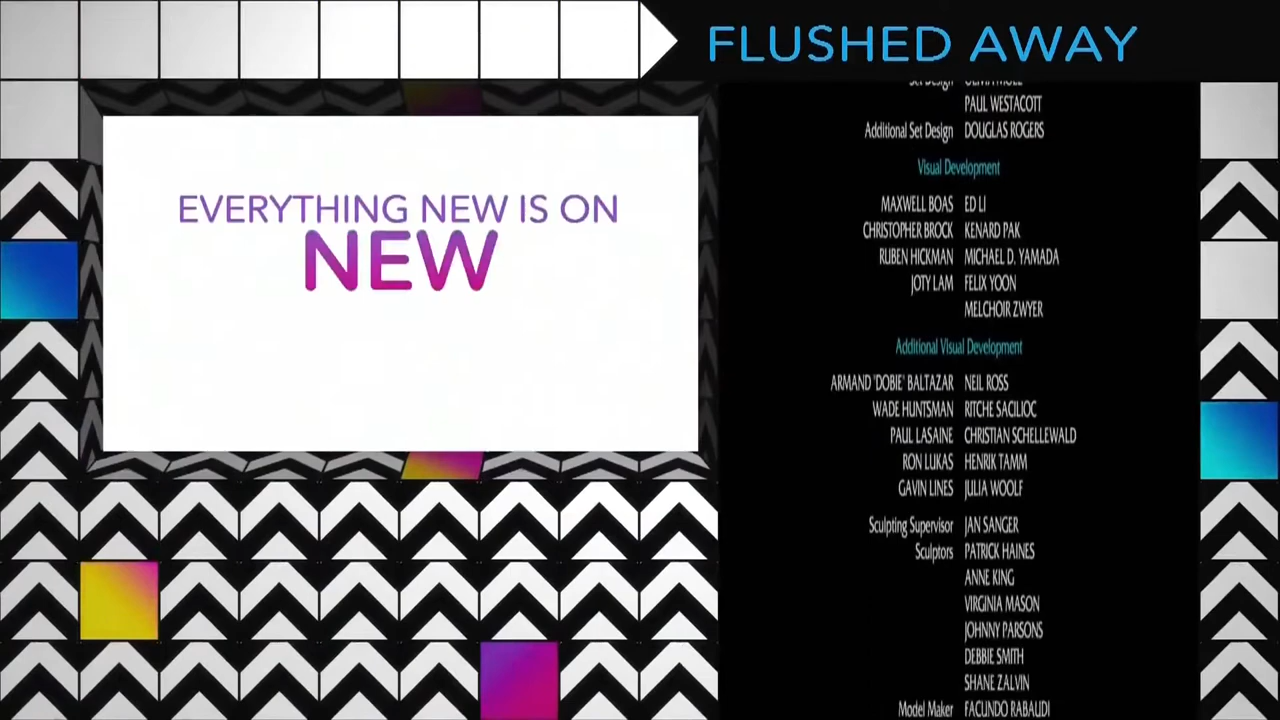 FLUSHED AWAY
EVERYTHING NEW IS ON
NEW
Set Design
PAUL WESTACOTT
Additional Set Design DOUGLAS ROGERS
Visual Development
MAXWELL BOAS ED LI
CHRISTOPHER BROCK KENARD PAK
RUBEN HICKMAN MICHAEL D. YAMADA
JOTY LAM FELIX YOON
MELCHOIR ZWYER
Additional Visual Development
ARMAND 'DOBIE' BALTAZAR NEIL ROSS
WADE HUNTSMAN RITCHE SACILIOC
PAUL LASAINE CHRISTIAN SCHELLEWALD
RON LUKAS HENRIK TAMM
GAVIN LINES JULIA WOOLF
Sculpting Supervisor JAN SANGER
Sculptors PATRICK HAINES
ANNE KING
VIRGINIA MASON
JOHNNY PARSONS
DEBBIE SMITH
SHANE ZALVIN
Model Maker FACUNDO RABAUDI